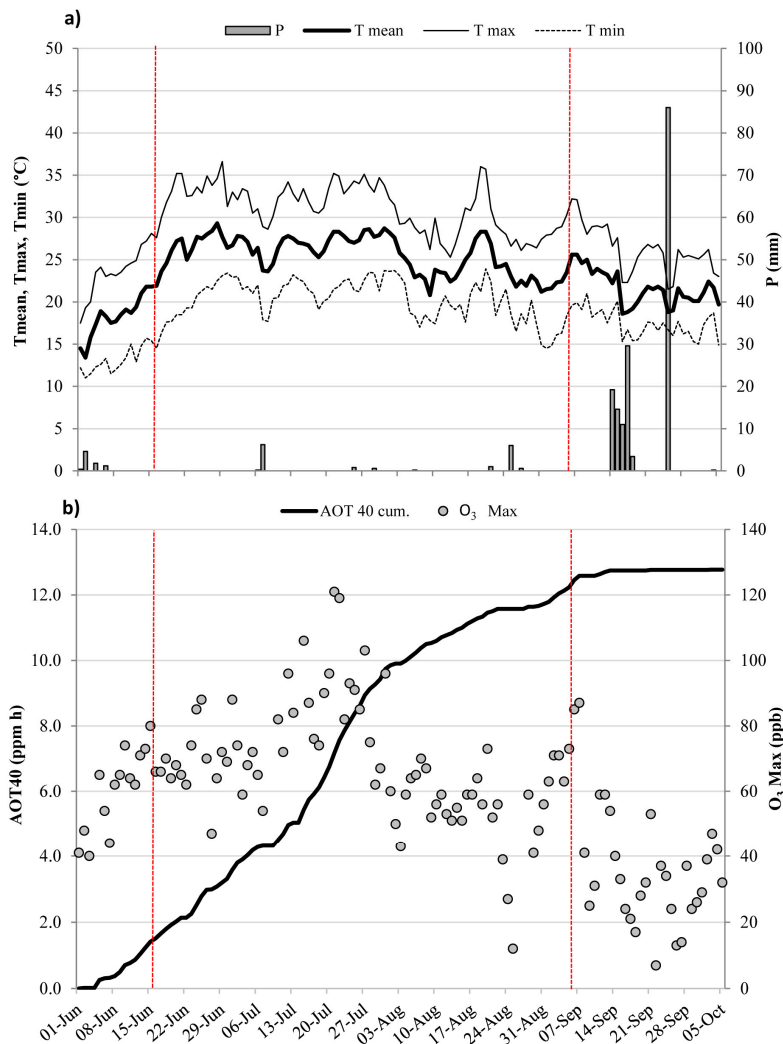 a)
P T mean T max T min
50
45
40
35
30
25
20
15
10
5
0
Tmean, Tmax, Tmin (°C)
100
90
80
70
60
50
40
30
20
10
0
P (mm)
b)
AOT 40 cum. O₃ Max
14.0
12.0
10.0
8.0
6.0
4.0
2.0
0.0
AOT40 (ppm h)
140
120
100
80
60
40
20
0
O₃ Max (ppb)
01-Jun
08-Jun
15-Jun
22-Jun
29-Jun
06-Jul
13-Jul
20-Jul
27-Jul
03-Aug
10-Aug
17-Aug
24-Aug
31-Aug
07-Sep
14-Sep
21-Sep
28-Sep
05-Oct